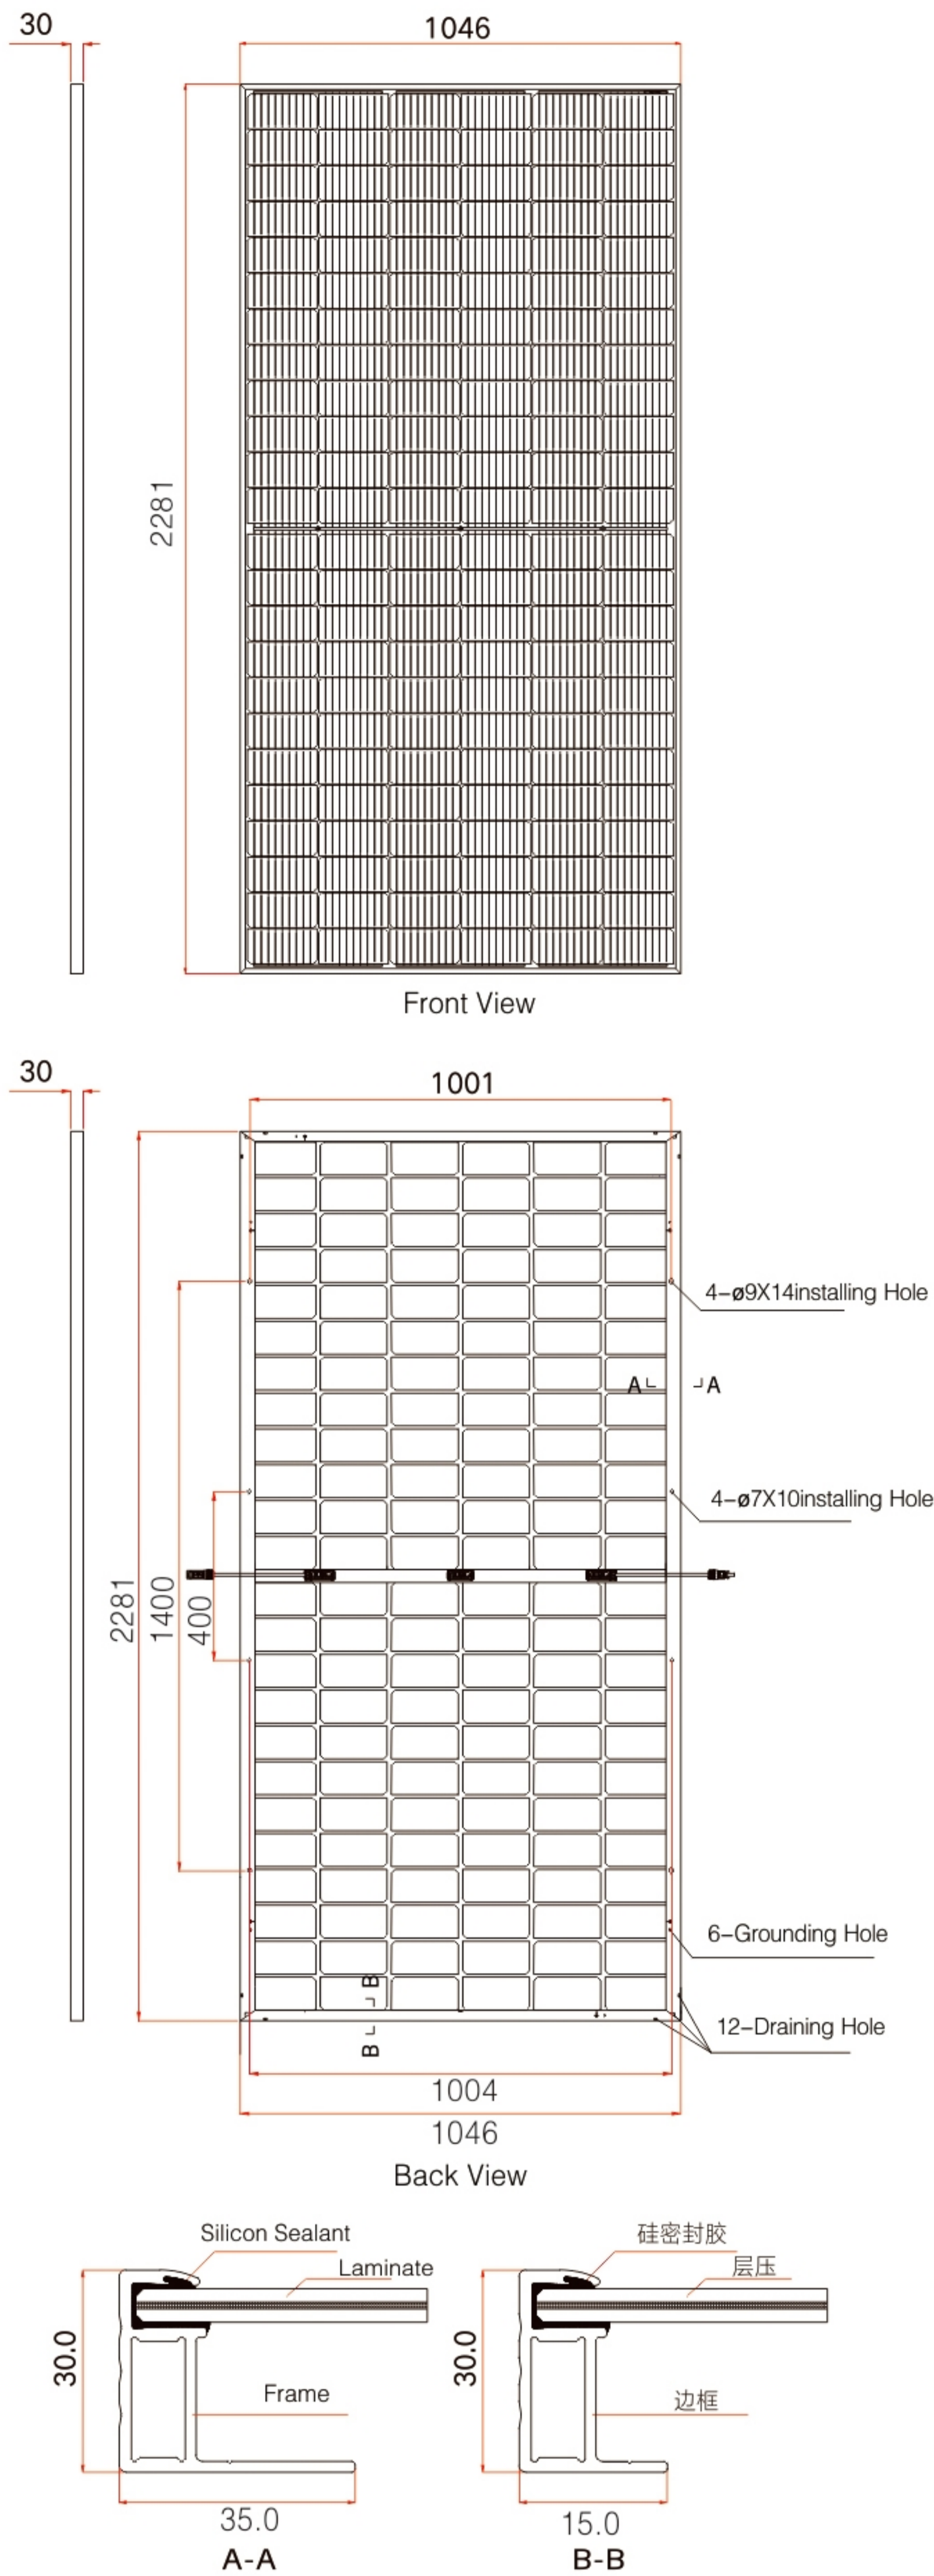 30
1046
2281
Front View
30
1001
4-ø9X14installing Hole
A
A
4-ø7X10installing Hole
2281
1400
400
6-Grounding Hole
B
12-Draining Hole
B
1004
1046
Back View
Silicon Sealant
Laminate
30.0
Frame
35.0
A-A
硅密封胶
层压
30.0
边框
15.0
B-B